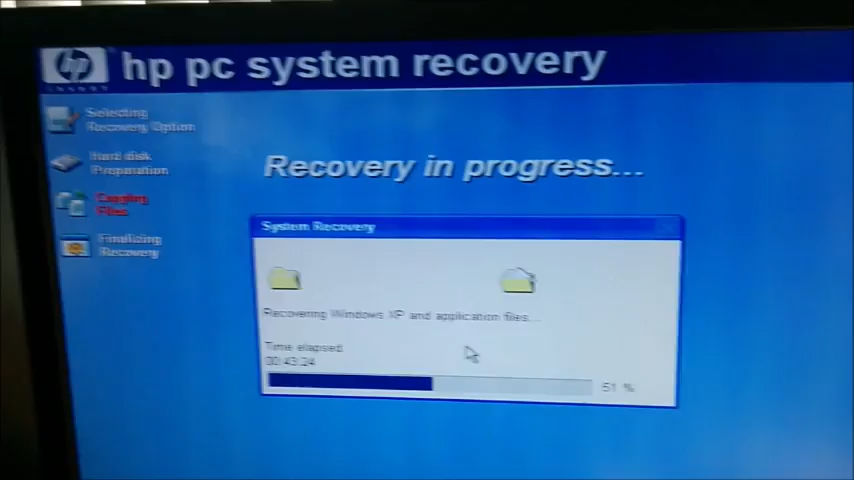 hp
invent
hp pc system recovery
Selecting
Recovery Option
Hard disk
Preparation
Copying
Files
Finalizing
Recovery
Recovery in progress...
System Recovery
Recovering Windows XP and application files...
Time elapsed
00:43:24
51 %